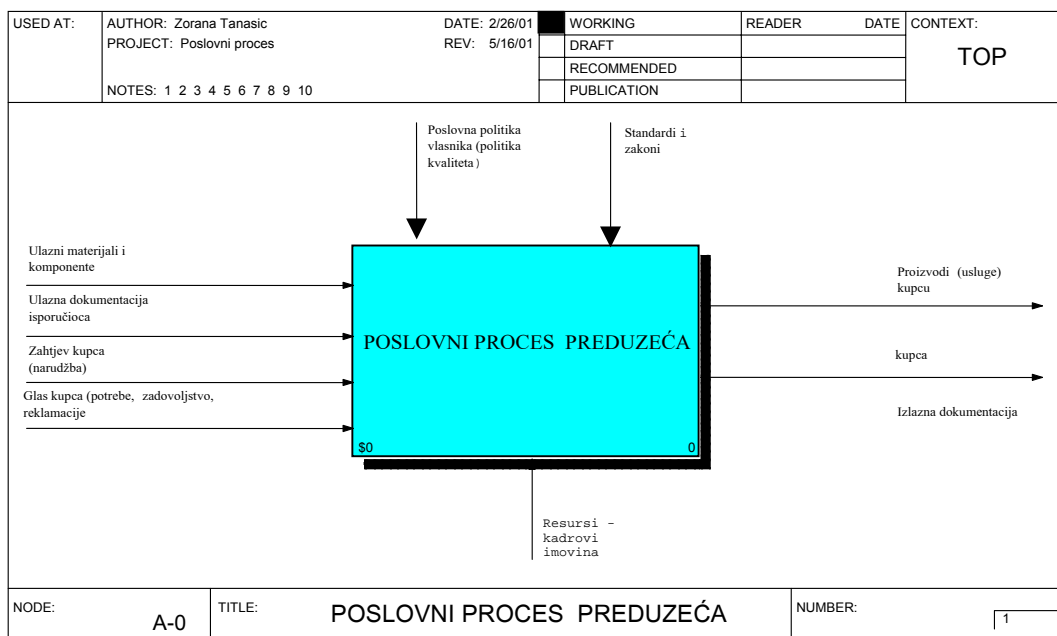 USED AT:
AUTHOR: Zorana Tanasic
DATE: 2/26/01
PROJECT: Poslovni proces
REV: 5/16/01
NOTES: 1 2 3 4 5 6 7 8 9 10
WORKING
DRAFT
RECOMMENDED
PUBLICATION
READER DATE
CONTEXT:
TOP
Poslovna politika
vlasnika (politika
kvaliteta)
Standardi i
zakoni
Ulazni materijali i
komponente
Ulazna dokumentacija
isporučioca
Zahtjev kupca
(narudžba)
Glas kupca (potrebe, zadovoljstvo,
reklamacije
POSLOVNI PROCES PREDUZEĆA
$0
0
Proizvodi (usluge)
kupcu
kupca
Izlazna dokumentacija
Resursi -
kadrovi
imovina
NODE:
A-0
TITLE:
POSLOVNI PROCES PREDUZEĆA
NUMBER:
1